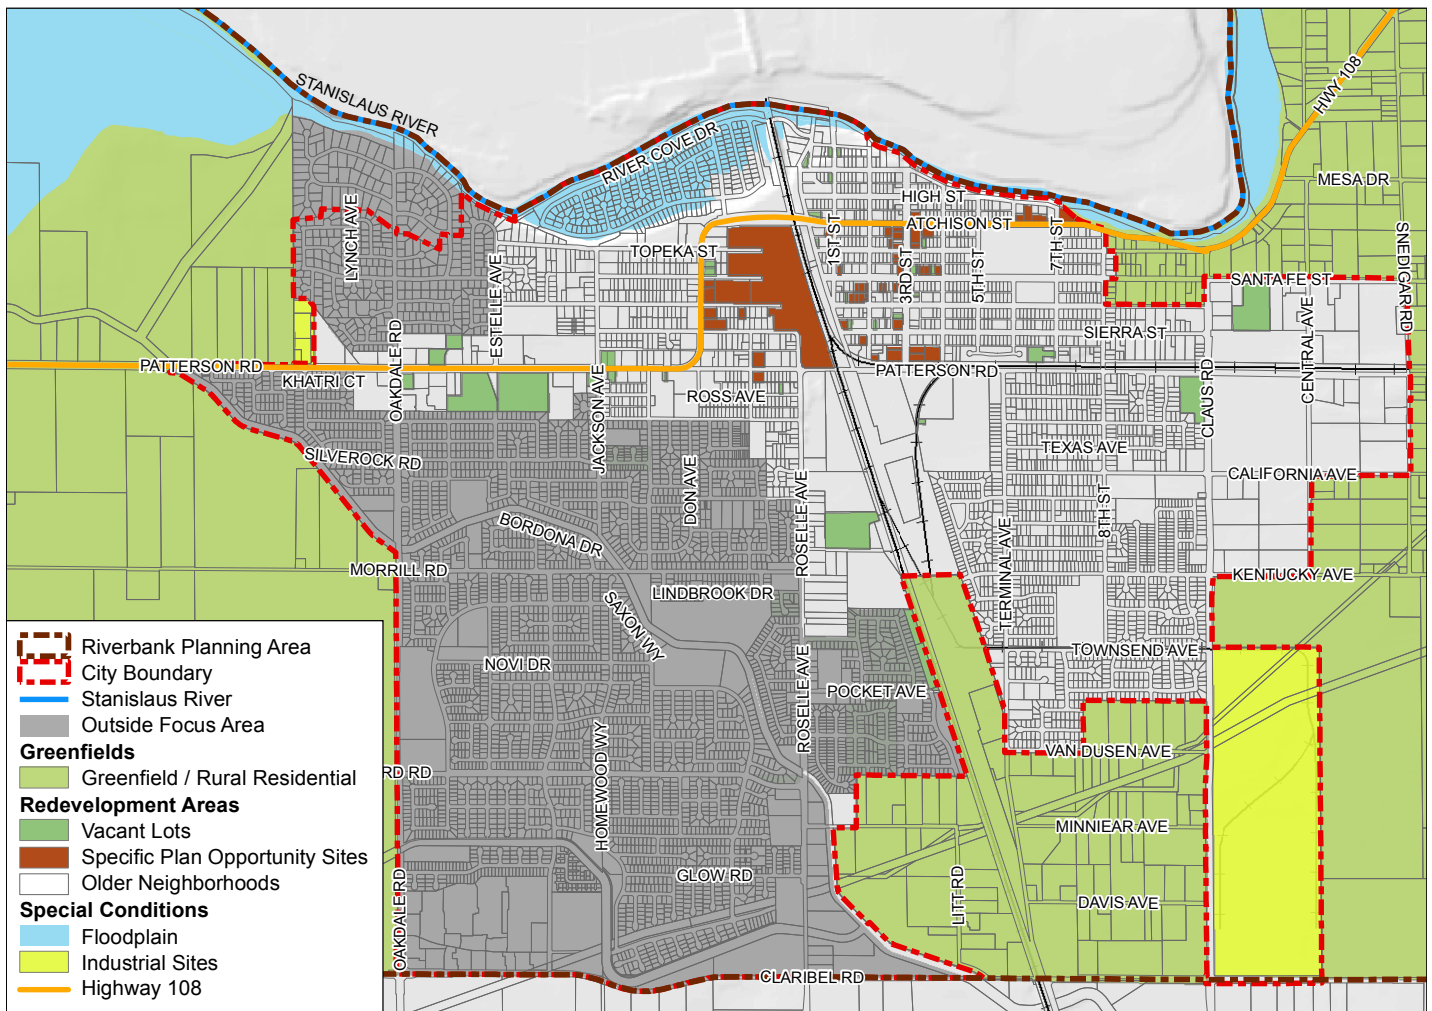 STANISLAUS RIVER
HWY 108
RIVER COVE DR
MESA DR
HIGH ST
ATCHISON ST
LYNCH AVE
1ST ST
7TH ST
TOPEKA ST
3RD ST
5TH ST
SANTA FE ST
SNEDIGAR RD
ESTELLE AVE
SIERRA ST
CENTRAL AVE
OAKDALE RD
PATTERSON RD
KHATRI CT
PATTERSON RD
JACKSON AVE
ROSS AVE
CLAUS RD
TEXAS AVE
SILVEROCK RD
CALIFORNIA AVE
DON AVE
ROSELLE AVE
8TH ST
BORDONA DR
TERMINAL AVE
MORRILL RD
KENTUCKY AVE
LINDBROOK DR
SAXON WY
TOWNSEND AVE
NOVI DR
ROSELLE AVE
POCKET AVE
VAN DUSEN AVE
HOMEWOOD WY
RD RD
MINNIEAR AVE
GLOW RD
LITT RD
DAVIS AVE
OAKDALE RD
CLARIBEL RD
Riverbank Planning Area
City Boundary
Stanislaus River
Outside Focus Area
Greenfields
Greenfield / Rural Residential
Redevelopment Areas
Vacant Lots
Specific Plan Opportunity Sites
Older Neighborhoods
Special Conditions
Floodplain
Industrial Sites
Highway 108